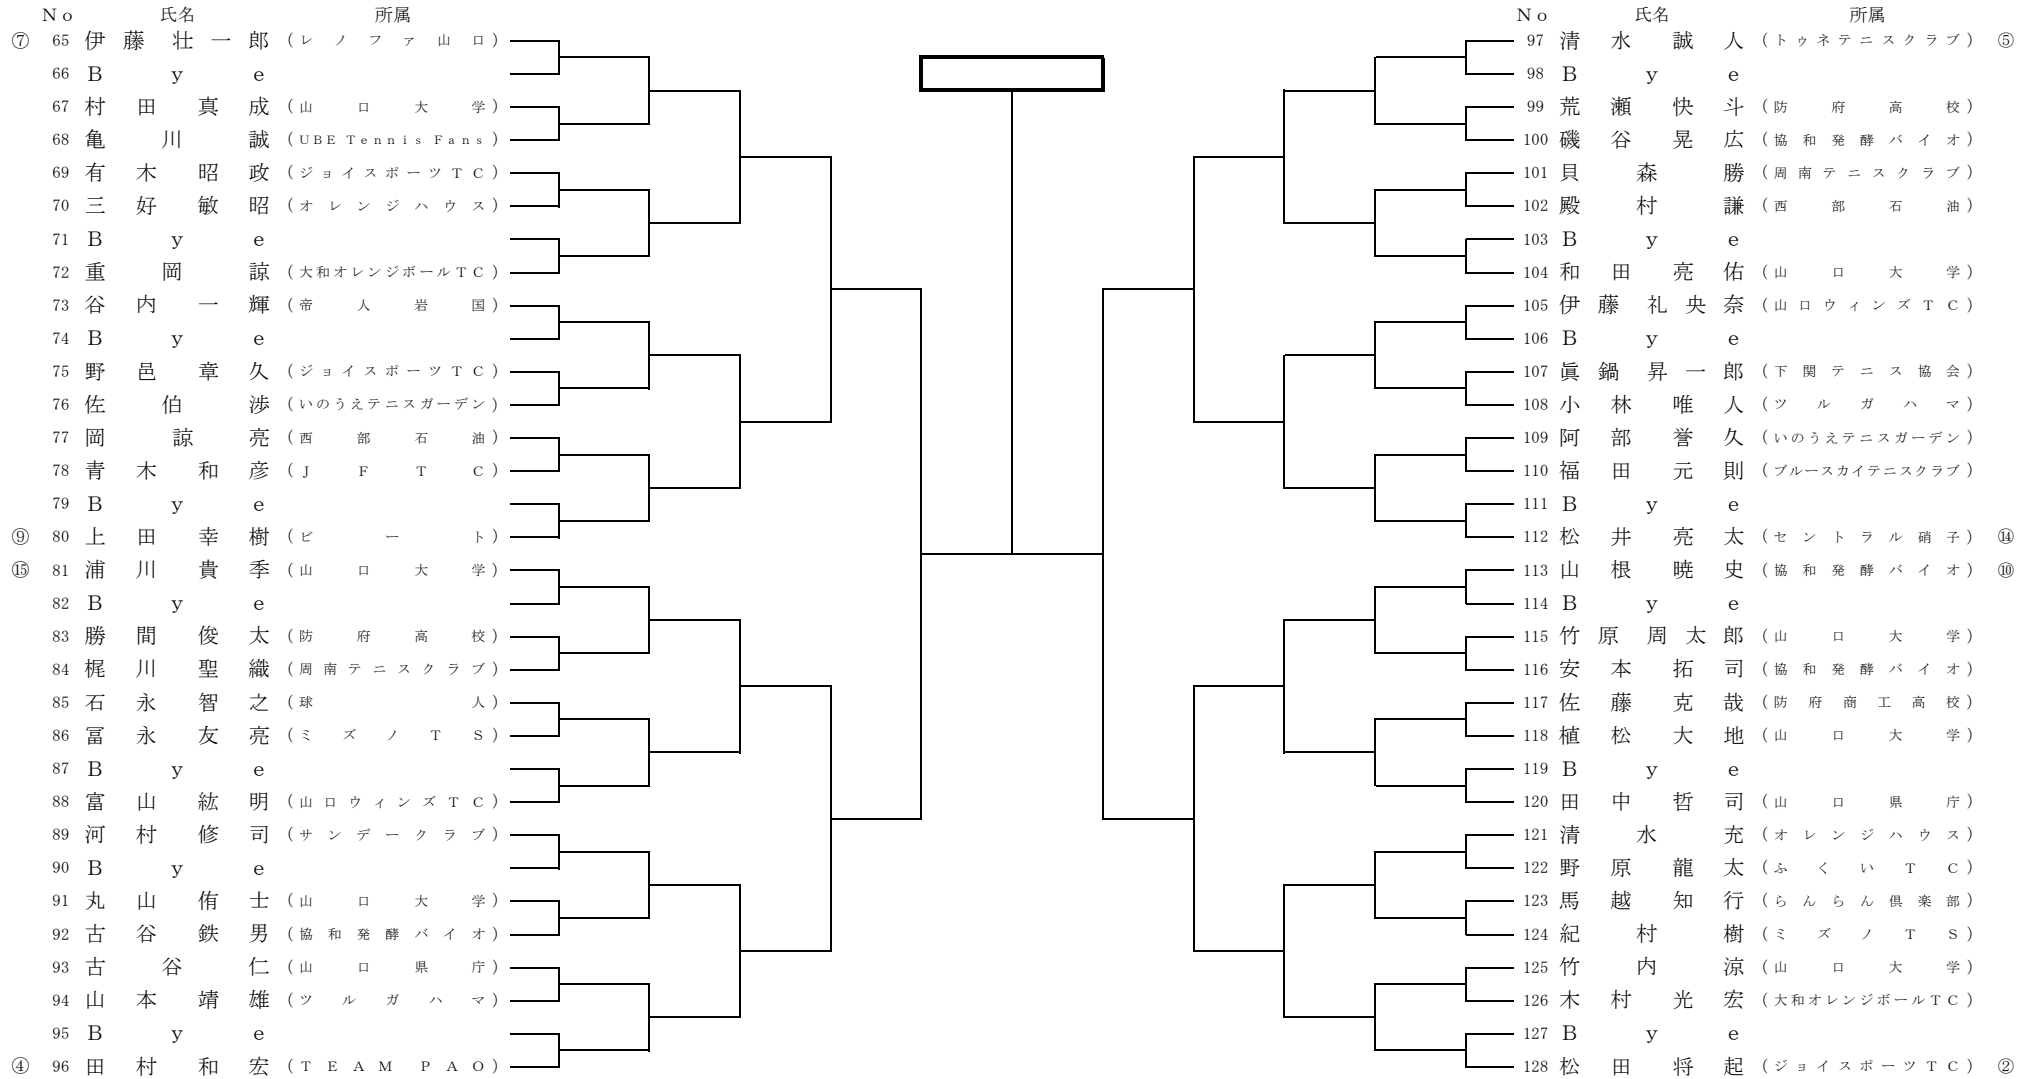 No 氏名 所属
⑦ 65 伊藤壮一郎 (レノファ山口)
66 Bye
67 村田真成 (山口大学)
68 亀川誠 (UBE Tennis Fans)
69 有木昭政 (ジョイスポーツTC)
70 三好敏昭 (オレンジハウス)
71 Bye
72 重岡諒 (大和オレンジボールTC)
73 谷内一輝 (帝人岩国)
74 Bye
75 野邑章久 (ジョイスポーツTC)
76 佐伯渉 (いのうえテニスガーデン)
77 岡諒亮 (西部石油)
78 青木和彦 (JFTC)
79 Bye
⑨ 80 上田幸樹 (ビート)
⑮ 81 浦川貴季 (山口大学)
82 Bye
83 勝間俊太 (防府高校)
84 梶川聖織 (周南テニスクラブ)
85 石永智之 (球人)
86 冨永友亮 (ミズノTS)
87 Bye
88 富山紘明 (山口ウィンズTC)
89 河村修司 (サンデークラブ)
90 Bye
91 丸山侑士 (山口大学)
92 古谷鉄男 (協和発酵バイオ)
93 古谷仁 (山口県庁)
94 山本靖雄 (ツルガハマ)
95 Bye
④ 96 田村和宏 (TEAM PAO)
No 氏名 所属
97 清水誠人 (トゥネテニスクラブ) ⑤
98 Bye
99 荒瀬快斗 (防府高校)
100 磯谷晃広 (協和発酵バイオ)
101 貝森勝 (周南テニスクラブ)
102 殿村謙 (西部石油)
103 Bye
104 和田亮佑 (山口大学)
105 伊藤礼央奈 (山口ウィンズTC)
106 Bye
107 眞鍋昇一郎 (下関テニス協会)
108 小林唯人 (ツルガハマ)
109 阿部誉久 (いのうえテニスガーデン)
110 福田元則 (ブルースカイテニスクラブ)
111 Bye
112 松井亮太 (セントラル硝子) ⑭
113 山根暁史 (協和発酵バイオ) ⑩
114 Bye
115 竹原周太郎 (山口大学)
116 安本拓司 (協和発酵バイオ)
117 佐藤克哉 (防府商工高校)
118 植松大地 (山口大学)
119 Bye
120 田中哲司 (山口県庁)
121 清水充 (オレンジハウス)
122 野原龍太 (ふくいTC)
123 馬越知行 (らんらん倶楽部)
124 紀村樹 (ミズノTS)
125 竹内涼 (山口大学)
126 木村光宏 (大和オレンジボールTC)
127 Bye
128 松田将起 (ジョイスポーツTC) ②